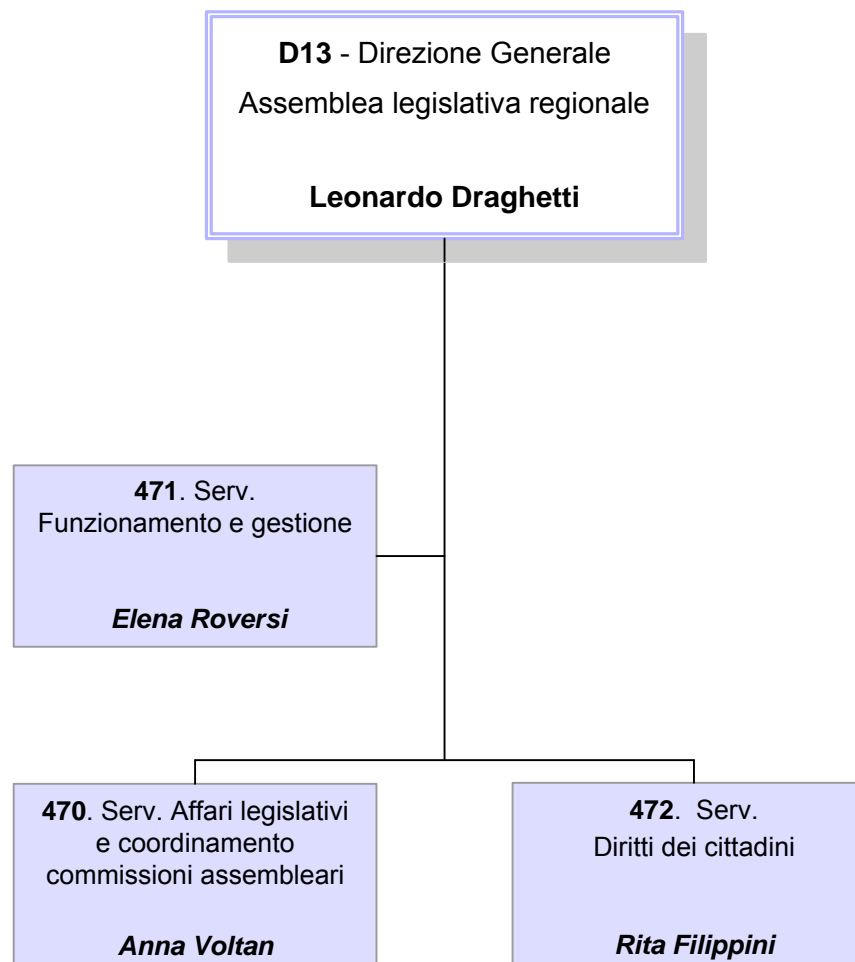 D13 - Direzione Generale
Assemblea legislativa regionale
Leonardo Draghetti
471. Serv.
Funzionamento e gestione
Elena Roversi
470. Serv. Affari legislativi
e coordinamento
commissioni assembleari
Anna Voltan
472. Serv.
Diritti dei cittadini
Rita Filippini